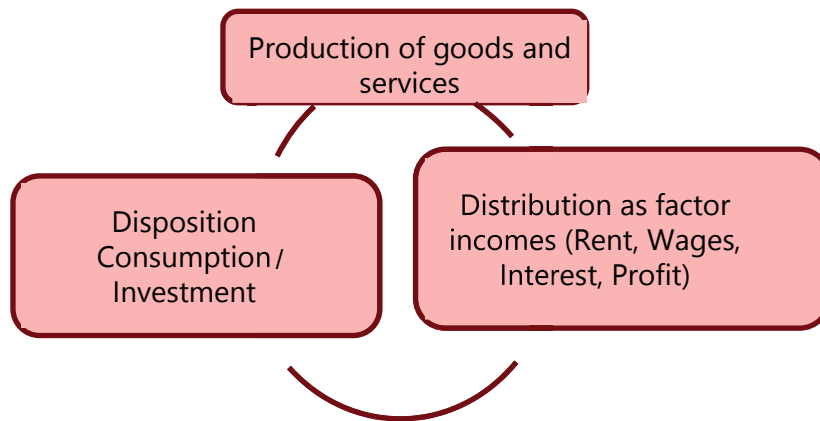 Production of goods and
services
Disposition
Consumption/
Investment
Distribution as factor
incomes (Rent, Wages,
Interest, Profit)